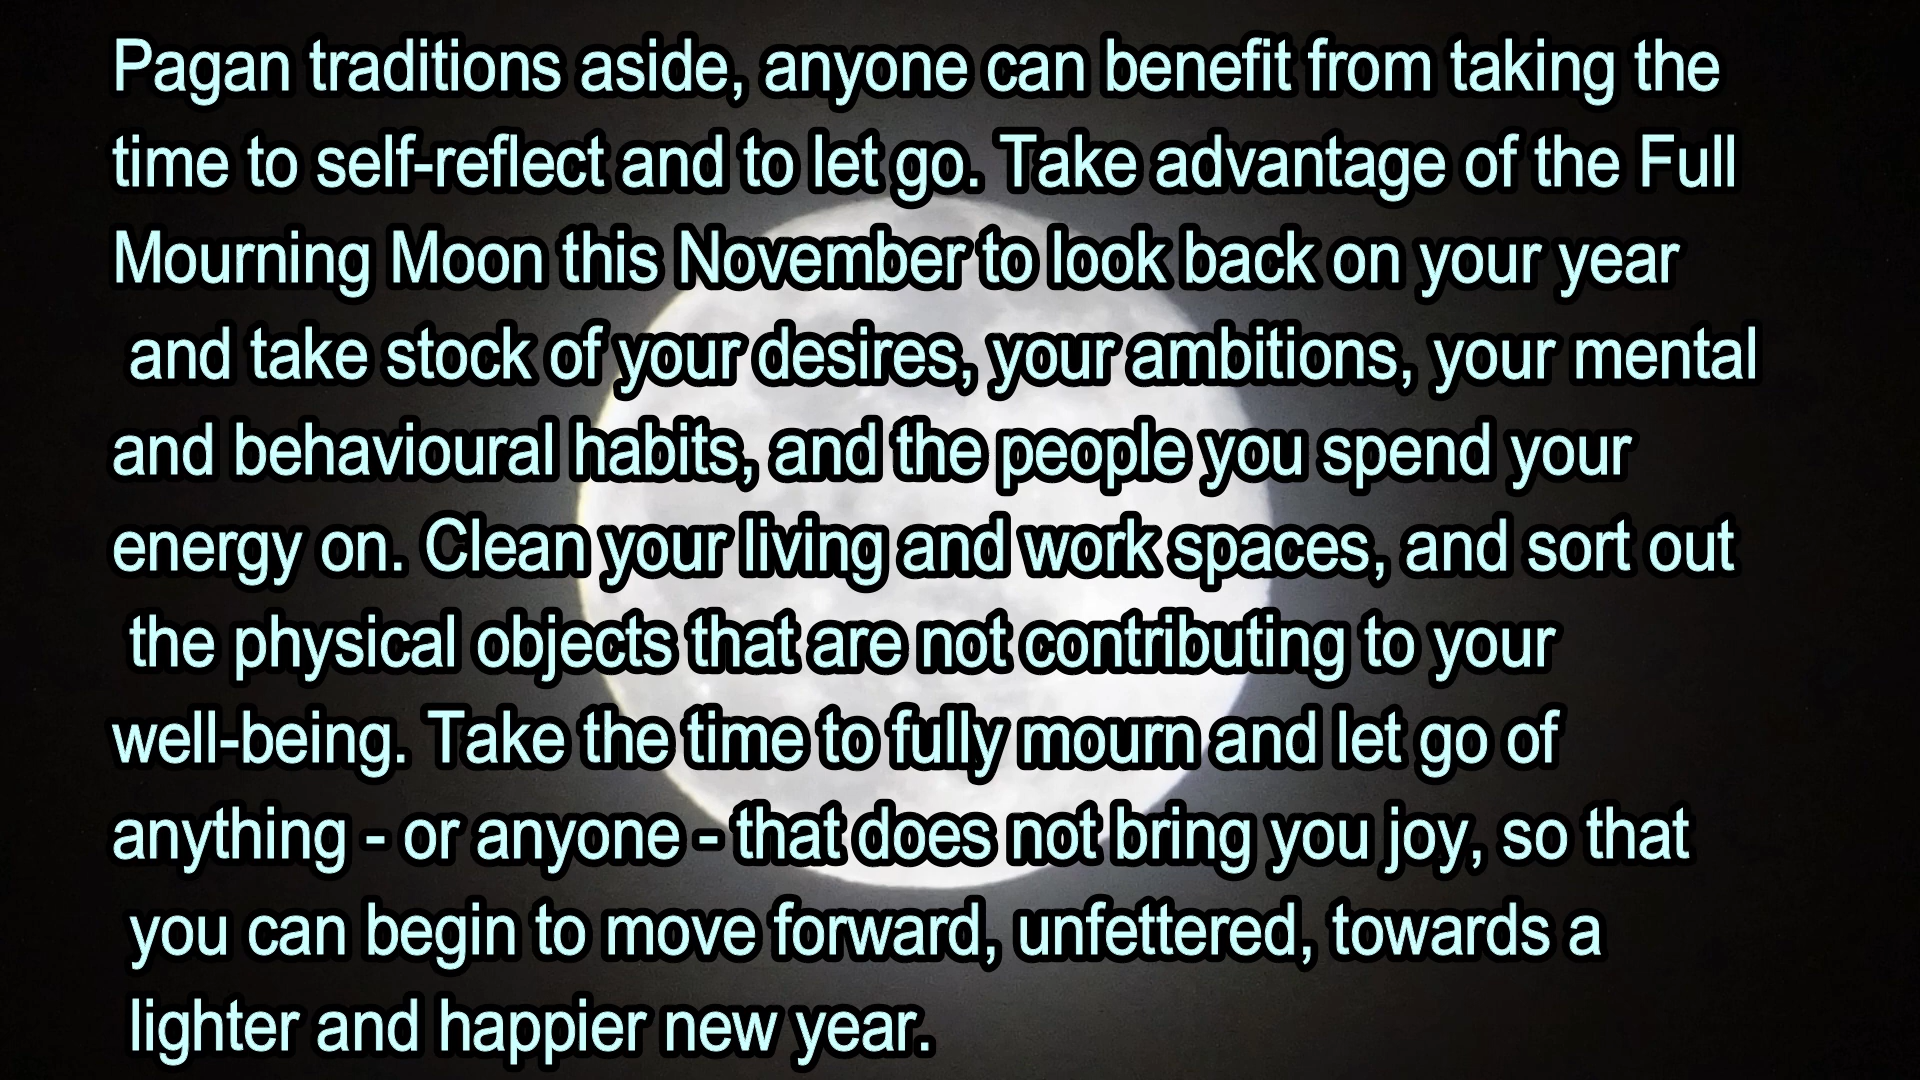 Pagan traditions aside, anyone can benefit from taking the
time to self-reflect and to let go. Take advantage of the Full
Mourning Moon this November to look back on your year
and take stock of your desires, your ambitions, your mental
and behavioural habits, and the people you spend your
energy on. Clean your living and work spaces, and sort out
the physical objects that are not contributing to your
well-being. Take the time to fully mourn and let go of
anything - or anyone - that does not bring you joy, so that
you can begin to move forward, unfettered, towards a
lighter and happier new year.